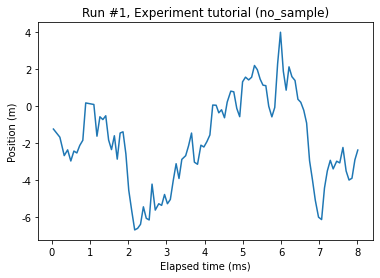 Run #1, Experiment tutorial (no_sample)
Position (m)
4
2
0
-2
-4
-6
0 1 2 3 4 5 6 7 8
Elapsed time (ms)